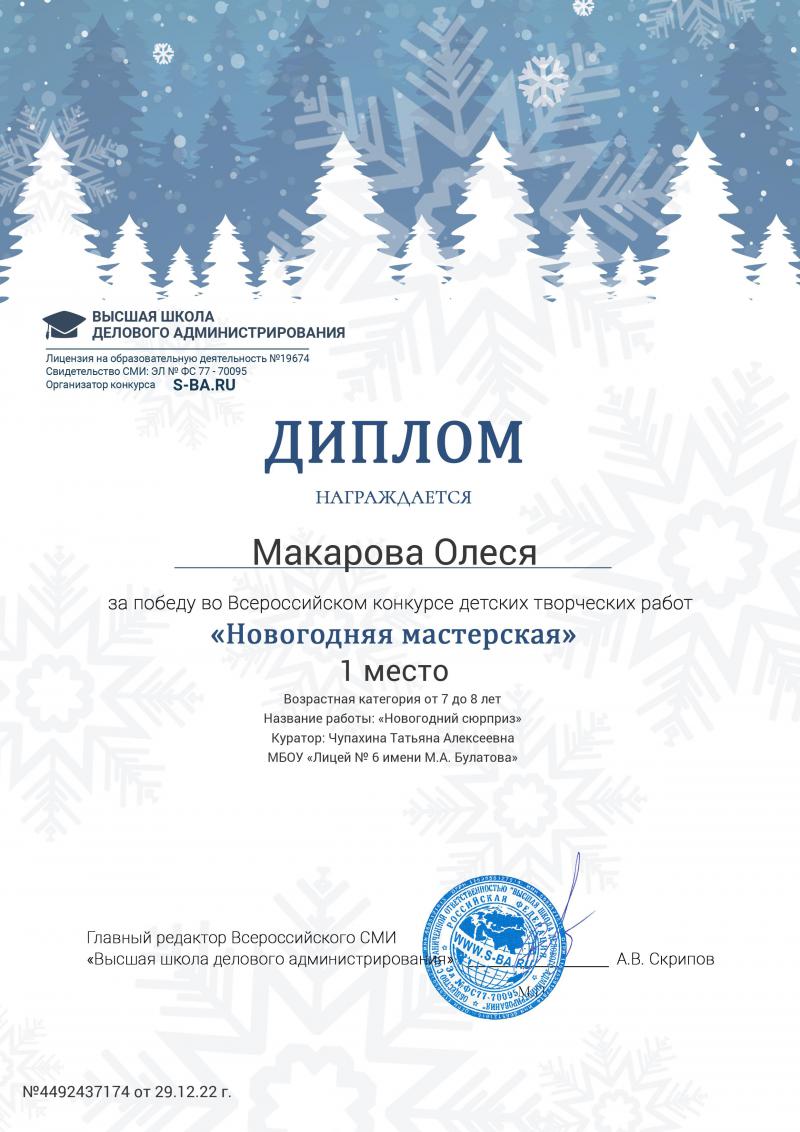 ВЫСШАЯ ШКОЛА
ДЕЛОВОГО АДМИНИСТРИРОВАНИЯ
Лицензия на образовательную деятельность №19674
Свидетельство СМИ: ЭЛ № ФС 77 - 70095
Организатор конкурса S-BA.RU
ДИПЛОМ
НАГРАЖДАЕТСЯ
Макарова Олеся
за победу во Всероссийском конкурсе детских творческих работ
«Новогодняя мастерская»
1 место
Возрастная категория от 7 до 8 лет
Название работы: «Новогодний сюрприз»
Куратор: Чупахина Татьяна Алексеевна
МБОУ «Лицей № 6 имени М.А. Булатова»
Главный редактор Всероссийского СМИ
«Высшая школа делового администрирования» А.В. Скрипов
РОССИЙСКАЯ ФЕДЕРАЦИЯ
WWW.S-BA.RU
Эл №ФС77-70095
М.П.
№4492437174 от 29.12.22 г.